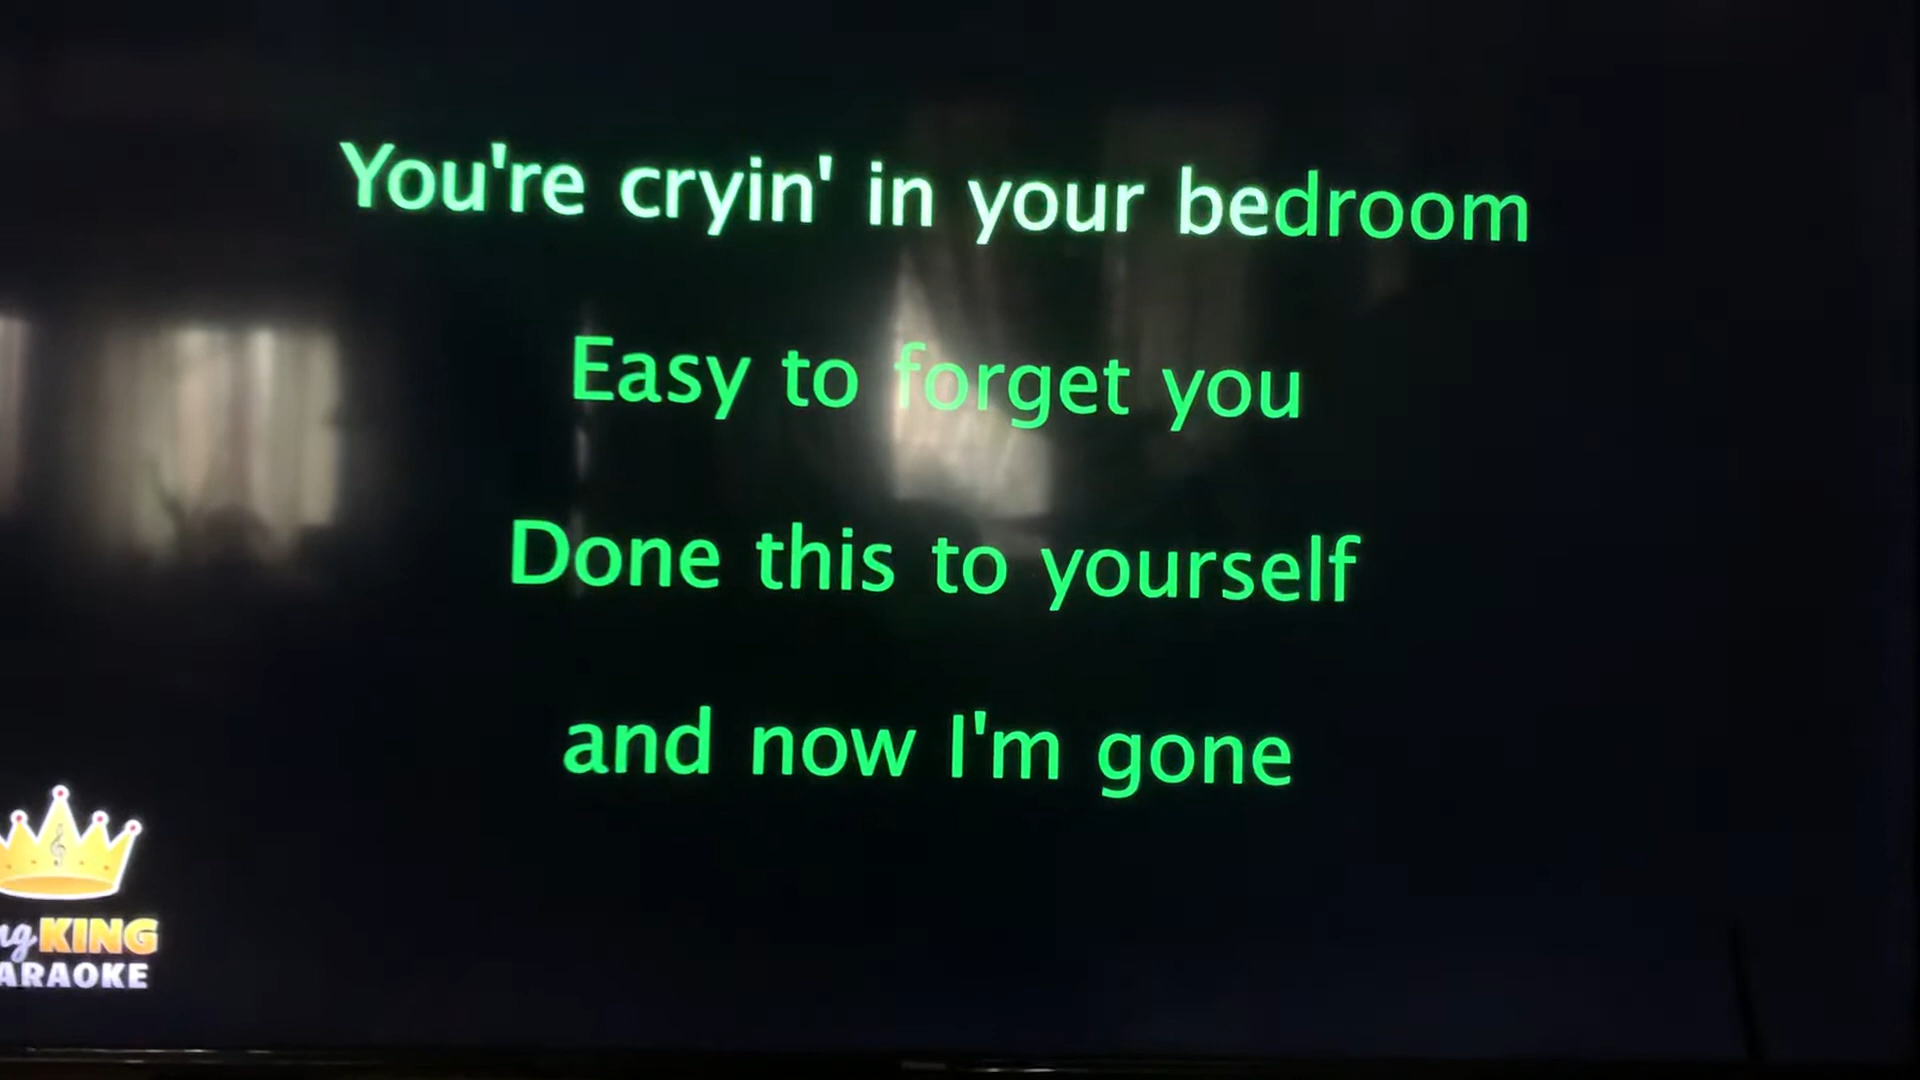 You're cryin' in your bedroom
Easy to forget you
Done this to yourself
and now I'm gone
KING
ARAOKE